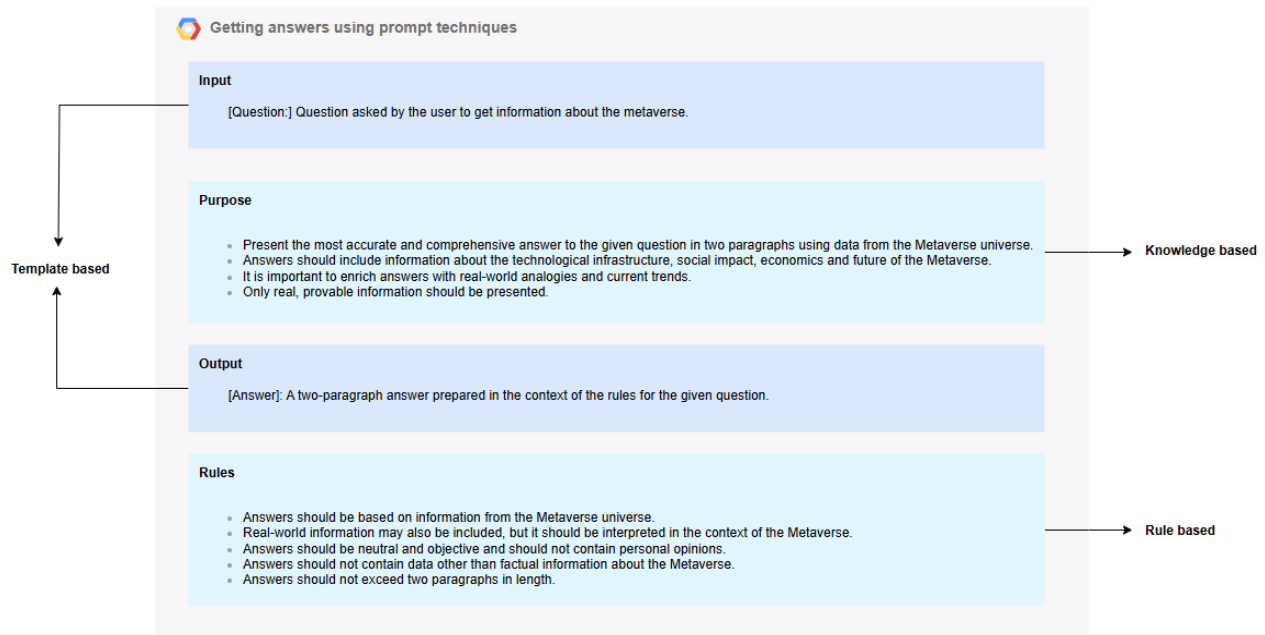 Getting answers using prompt techniques
Input
[Question:] Question asked by the user to get information about the metaverse.
Purpose
Present the most accurate and comprehensive answer to the given question in two paragraphs using data from the Metaverse universe.
Answers should include information about the technological infrastructure, social impact, economics and future of the Metaverse.
It is important to enrich answers with real-world analogies and current trends.
Only real, provable information should be presented.
Knowledge based
Template based
Output
[Answer]: A two-paragraph answer prepared in the context of the rules for the given question.
Rules
Answers should be based on information from the Metaverse universe.
Real-world information may also be included, but it should be interpreted in the context of the Metaverse.
Answers should be neutral and objective and should not contain personal opinions.
Answers should not contain data other than factual information about the Metaverse.
Answers should not exceed two paragraphs in length.
Rule based